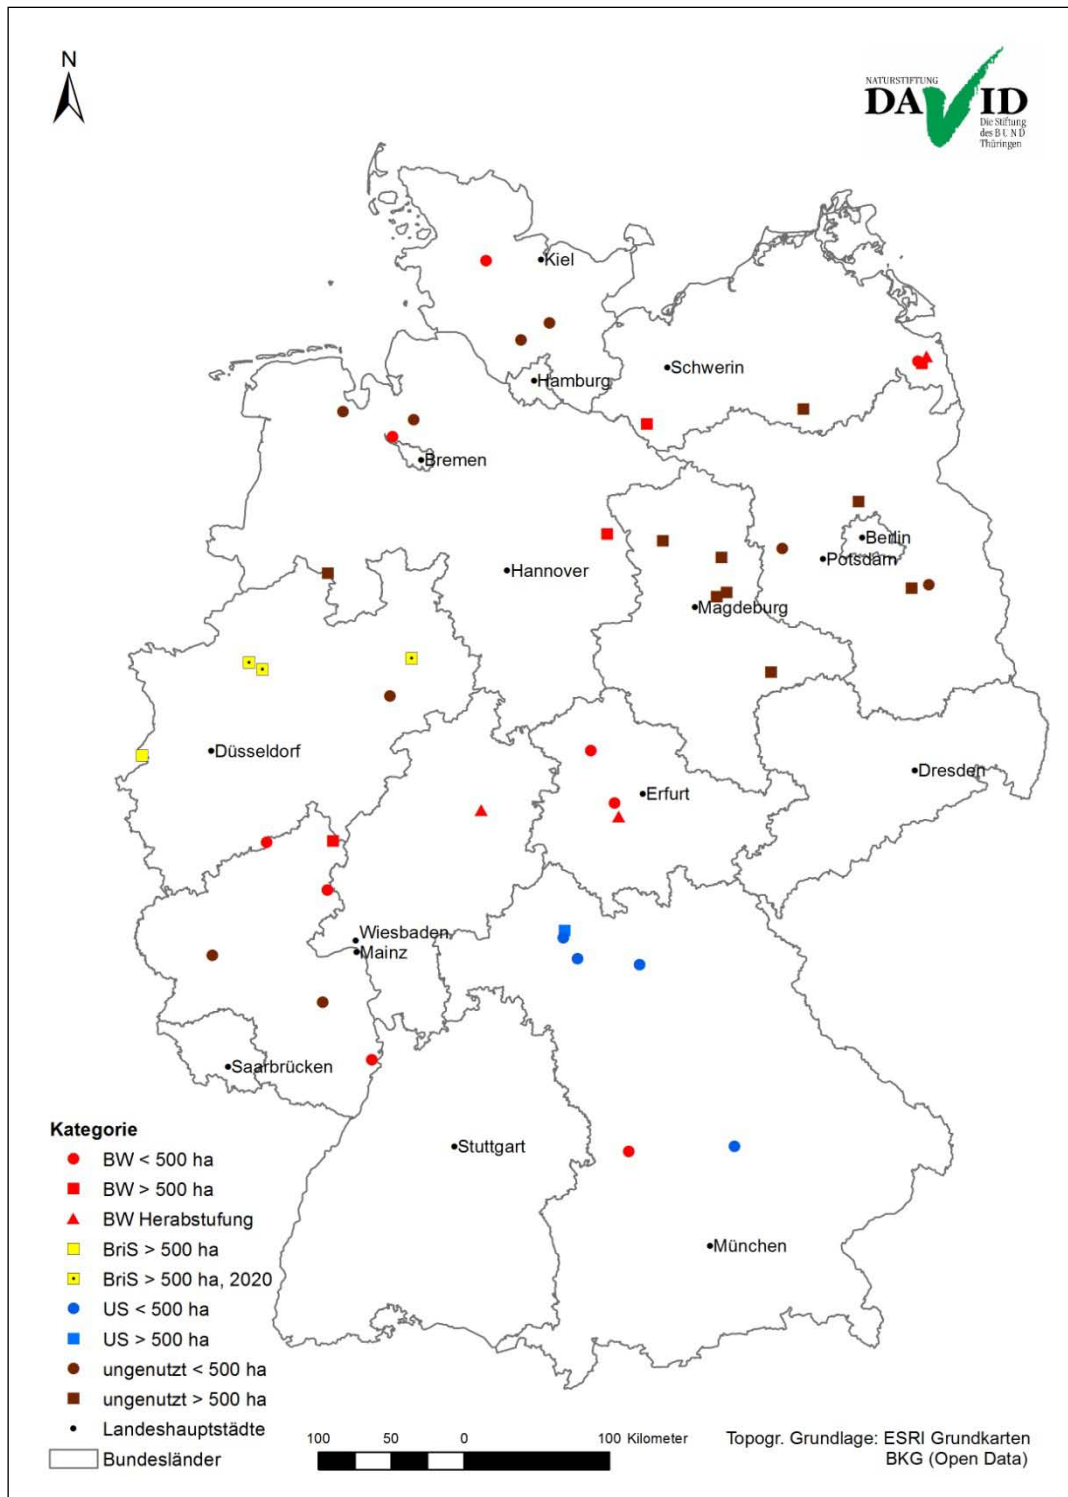 N
NATURSTIFTUNG
DAVID
Die Stiftung
des BUND
Thüringen
Kiel
Schwerin
Hamburg
Bremen
Berlin
Potsdam
Hannover
Magdeburg
Düsseldorf
Dresden
Erfurt
Wiesbaden
Mainz
Saarbrücken
Stuttgart
München
Kategorie
BW < 500 ha
BW > 500 ha
BW Herabstufung
BriS > 500 ha
BriS > 500 ha, 2020
US < 500 ha
US > 500 ha
ungenutzt < 500 ha
ungenutzt > 500 ha
Landeshauptstädte
Bundesländer
100 50 0 100 Kilometer
Topogr. Grundlage: ESRI Grundkarten
BKG (Open Data)